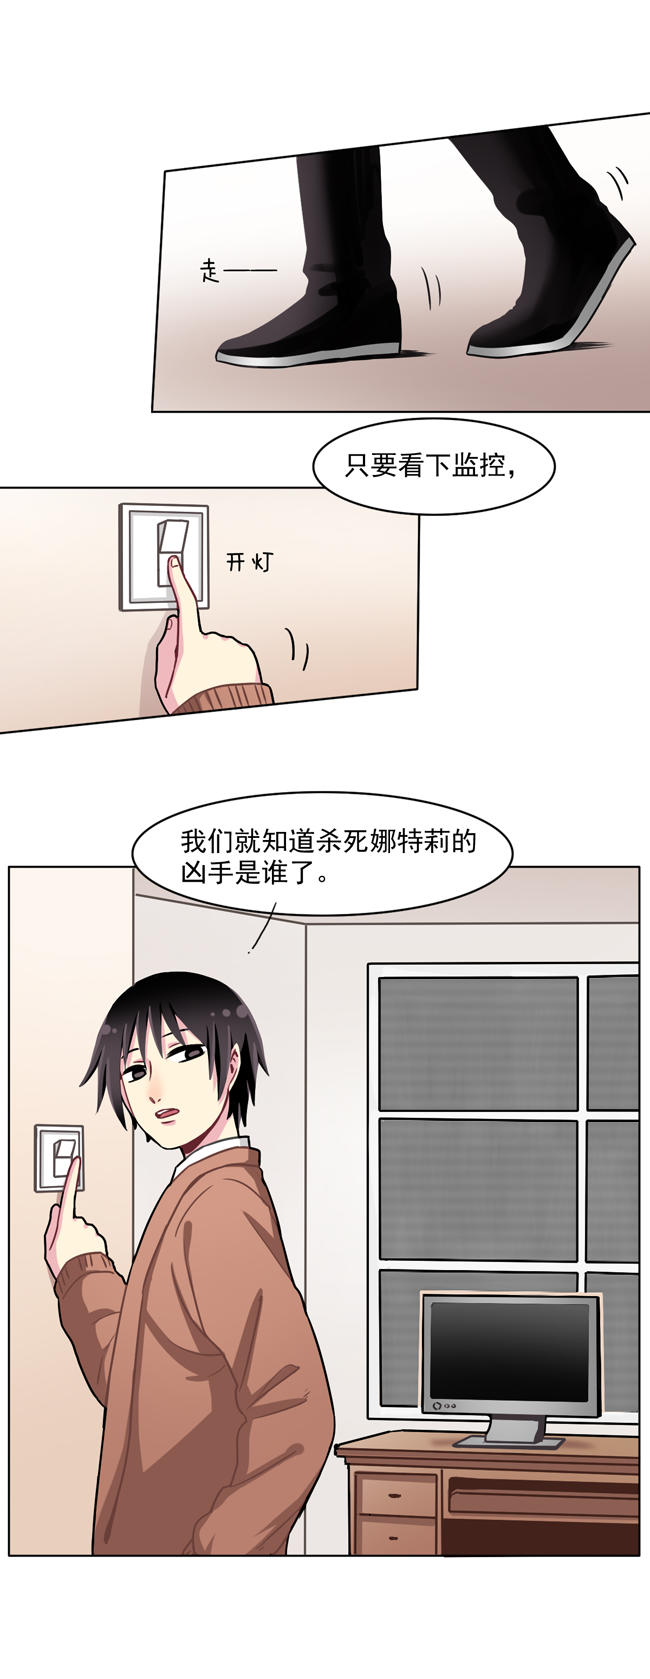 走——
只要看下监控，
开灯
我们就知道杀死娜特莉的
凶手是谁了。